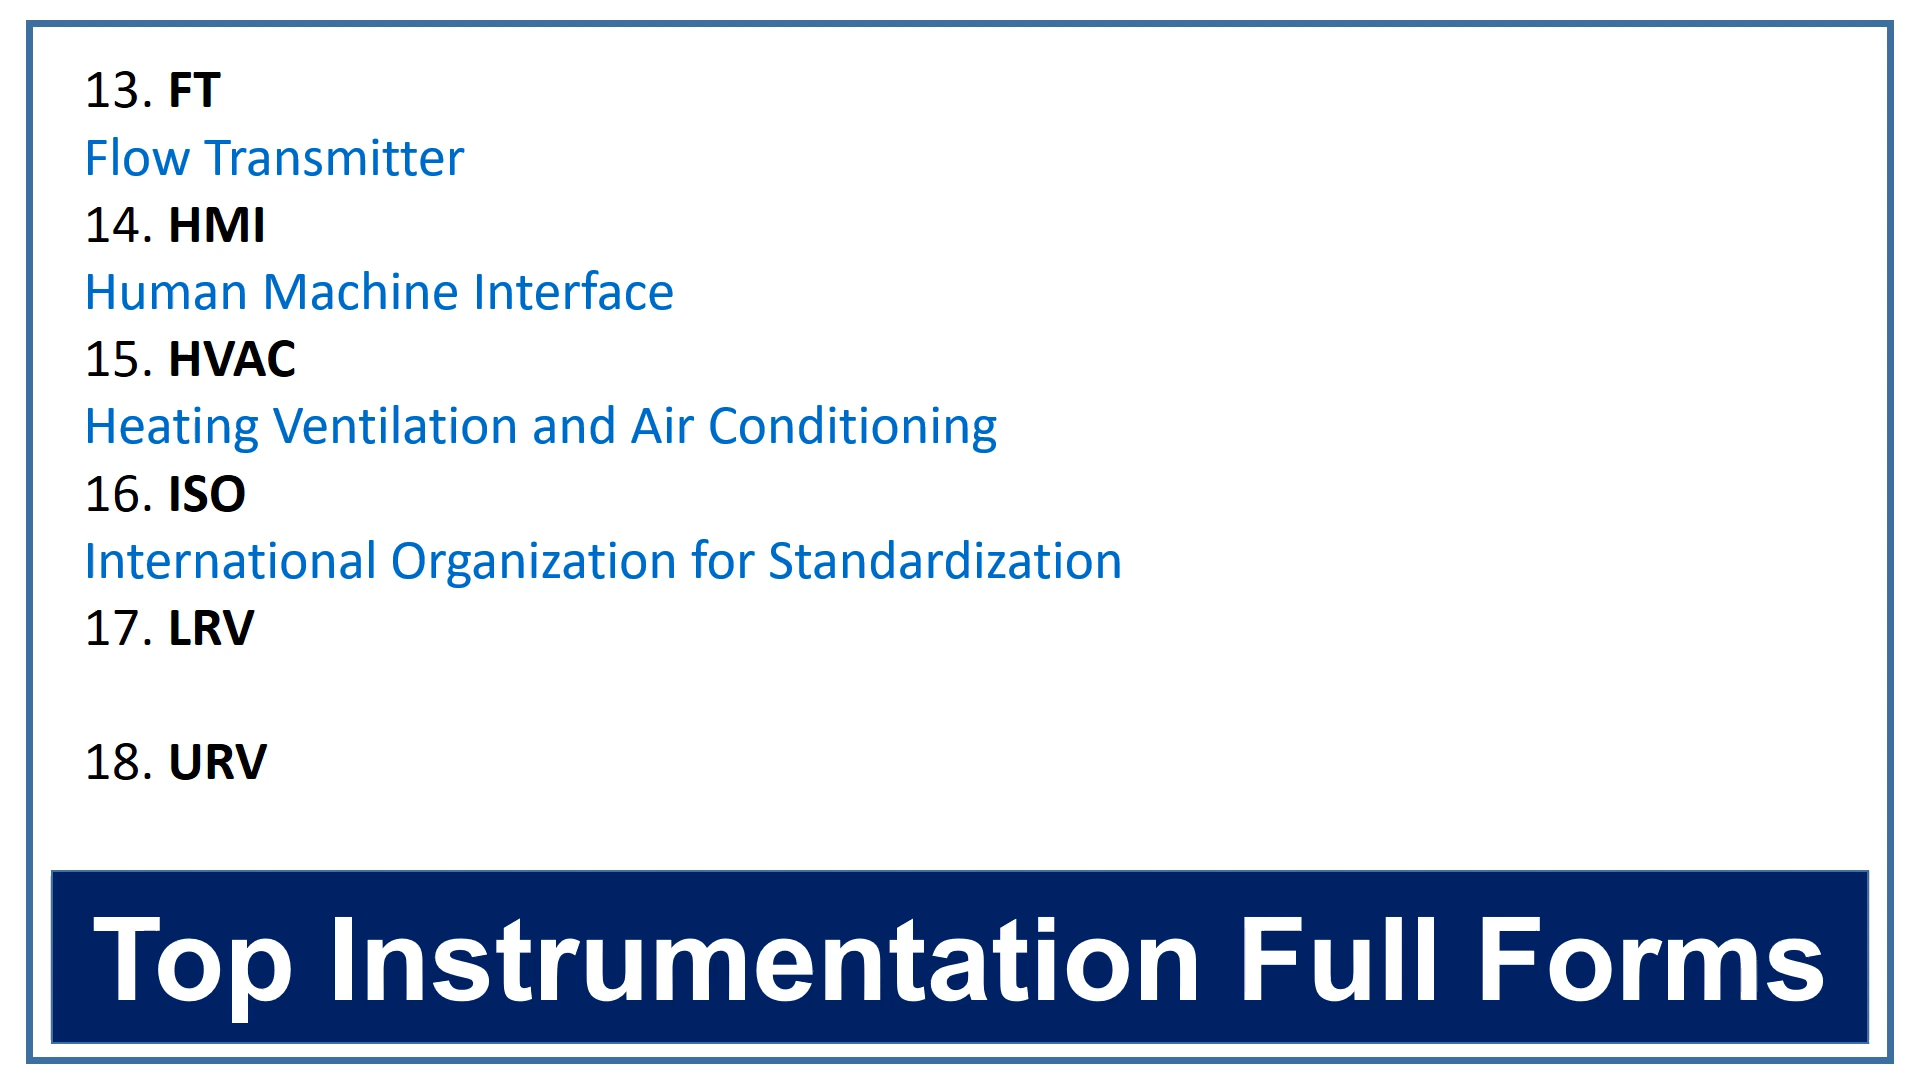 13. FT
Flow Transmitter
14. HMI
Human Machine Interface
15. HVAC
Heating Ventilation and Air Conditioning
16. ISO
International Organization for Standardization
17. LRV
18. URV
Top Instrumentation Full Forms